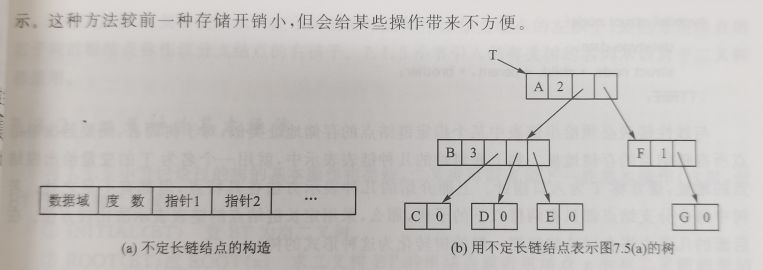 示。这种方法较前一种存储开销小，但会给某些操作带来不方便。
T
A 2
B 3
F 1
数据域 度 数 指针1 指针2 …
C 0
D 0
E 0
G 0
(a) 不定长链结点的构造
(b) 用不定长链结点表示图7.5(a)的树